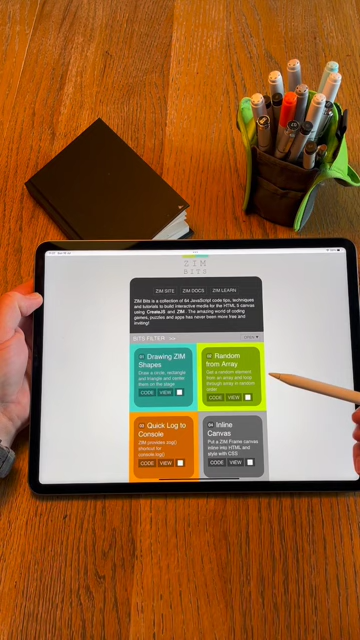 ZIM
BITS
ZIM SITE ZIM DOCS ZIM LEARN
ZIM Bits is a collection of 64 JavaScript code tips, techniques
and tutorials to build interactive media for the HTML5 canvas
using CreateJS and ZIM. The amazing world of coding
games, puzzles and apps has never been more free and
inviting!
BITS FILTER
01 Drawing ZIM
Shapes
Draw a circle, rectangle
and triangle and center
them on the stage
CODE VIEW
02 Random
from Array
Get a random element
from an array and loop
through array in random
order
CODE VIEW
03 Quick Log to
Console
ZIM provides zog()
shortcut for
console.log()
CODE VIEW
04 Inline
Canvas
Put a ZIM Frame canvas
inline into HTML and
style with CSS
CODE VIEW